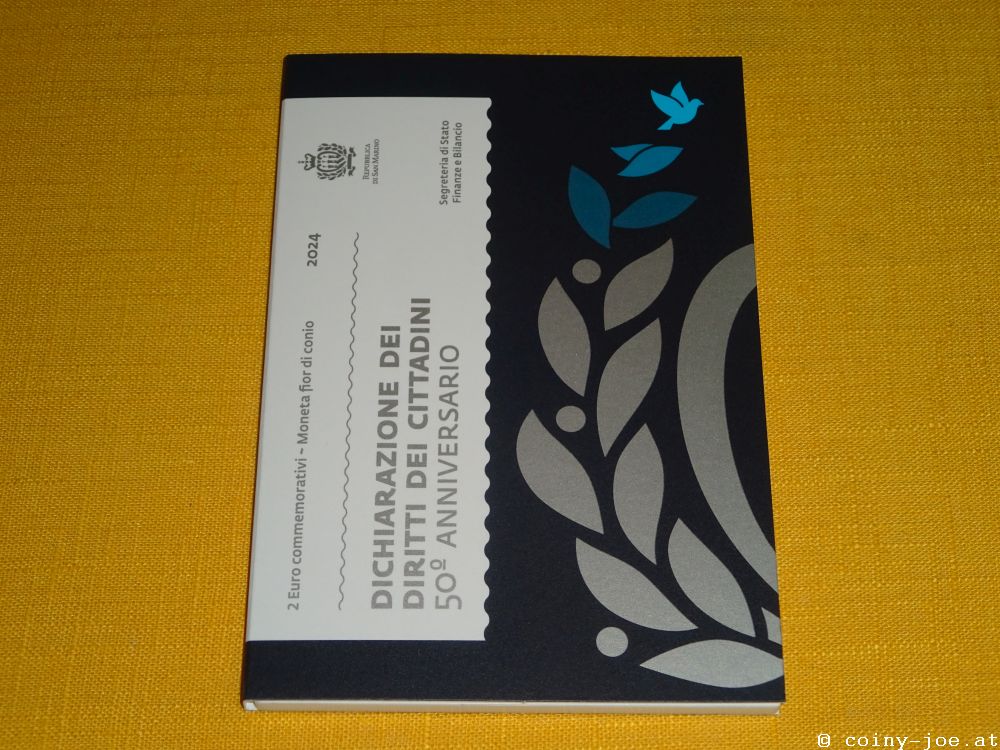 REPUBBLICA
DI SAN MARINO
Segreteria di Stato
Finanze e Bilancio
2 Euro commemorativi ~ Moneta fior di conio 2024
DICHIARAZIONE DEI
DIRITTI DEI CITTADINI
50º ANNIVERSARIO
© coiny-joe.at